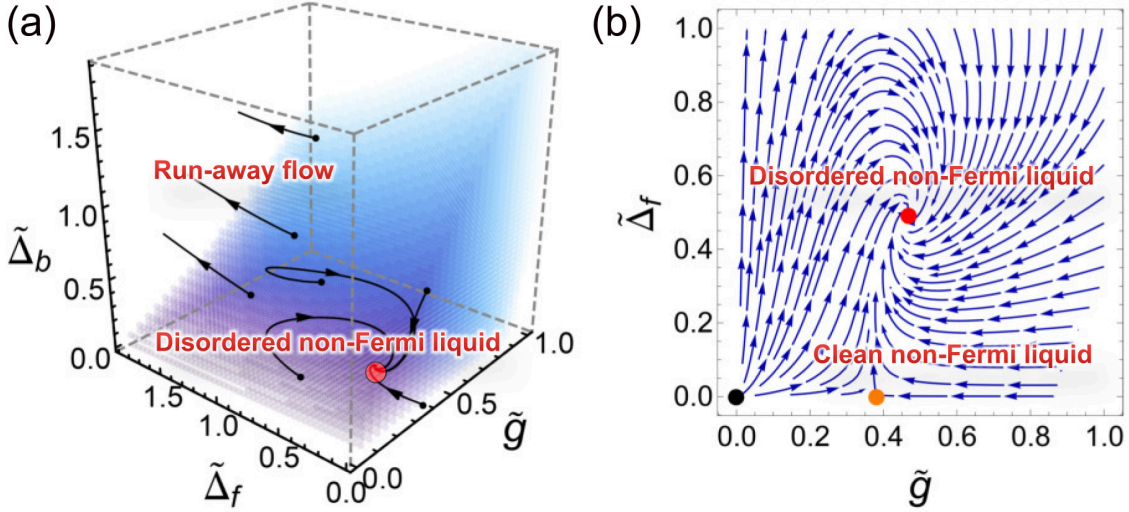 (a)
1.5
1.0
0.5
0.0
Δ̃_b
Run-away flow
Disordered non-Fermi liquid
1.5
1.0
0.5
0.0
Δ̃_f
0.0
0.5
1.0
g̃
(b)
1.0
0.8
0.6
0.4
0.2
0.0
Δ̃_f
Disordered non-Fermi liquid
Clean non-Fermi liquid
0.0 0.2 0.4 0.6 0.8 1.0
g̃